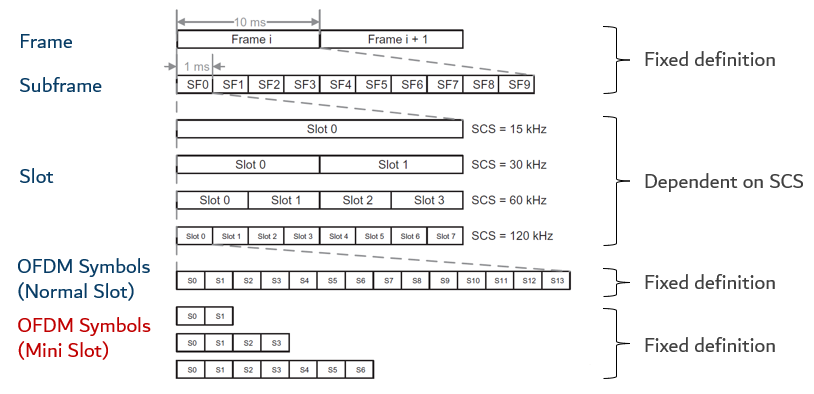 10 ms
Frame
Frame i
Frame i + 1
Fixed definition
1 ms
Subframe
SF0 SF1 SF2 SF3 SF4 SF5 SF6 SF7 SF8 SF9
Slot 0
SCS = 15 kHz
Slot
Slot 0 Slot 1
SCS = 30 kHz
Dependent on SCS
Slot 0 Slot 1 Slot 2 Slot 3
SCS = 60 kHz
Slot 0 Slot 1 Slot 2 Slot 3 Slot 4 Slot 5 Slot 6 Slot 7
SCS = 120 kHz
OFDM Symbols
(Normal Slot)
S0 S1 S2 S3 S4 S5 S6 S7 S8 S9 S10 S11 S12 S13
Fixed definition
OFDM Symbols
(Mini Slot)
S0 S1
S0 S1 S2 S3
S0 S1 S2 S3 S4 S5 S6
Fixed definition